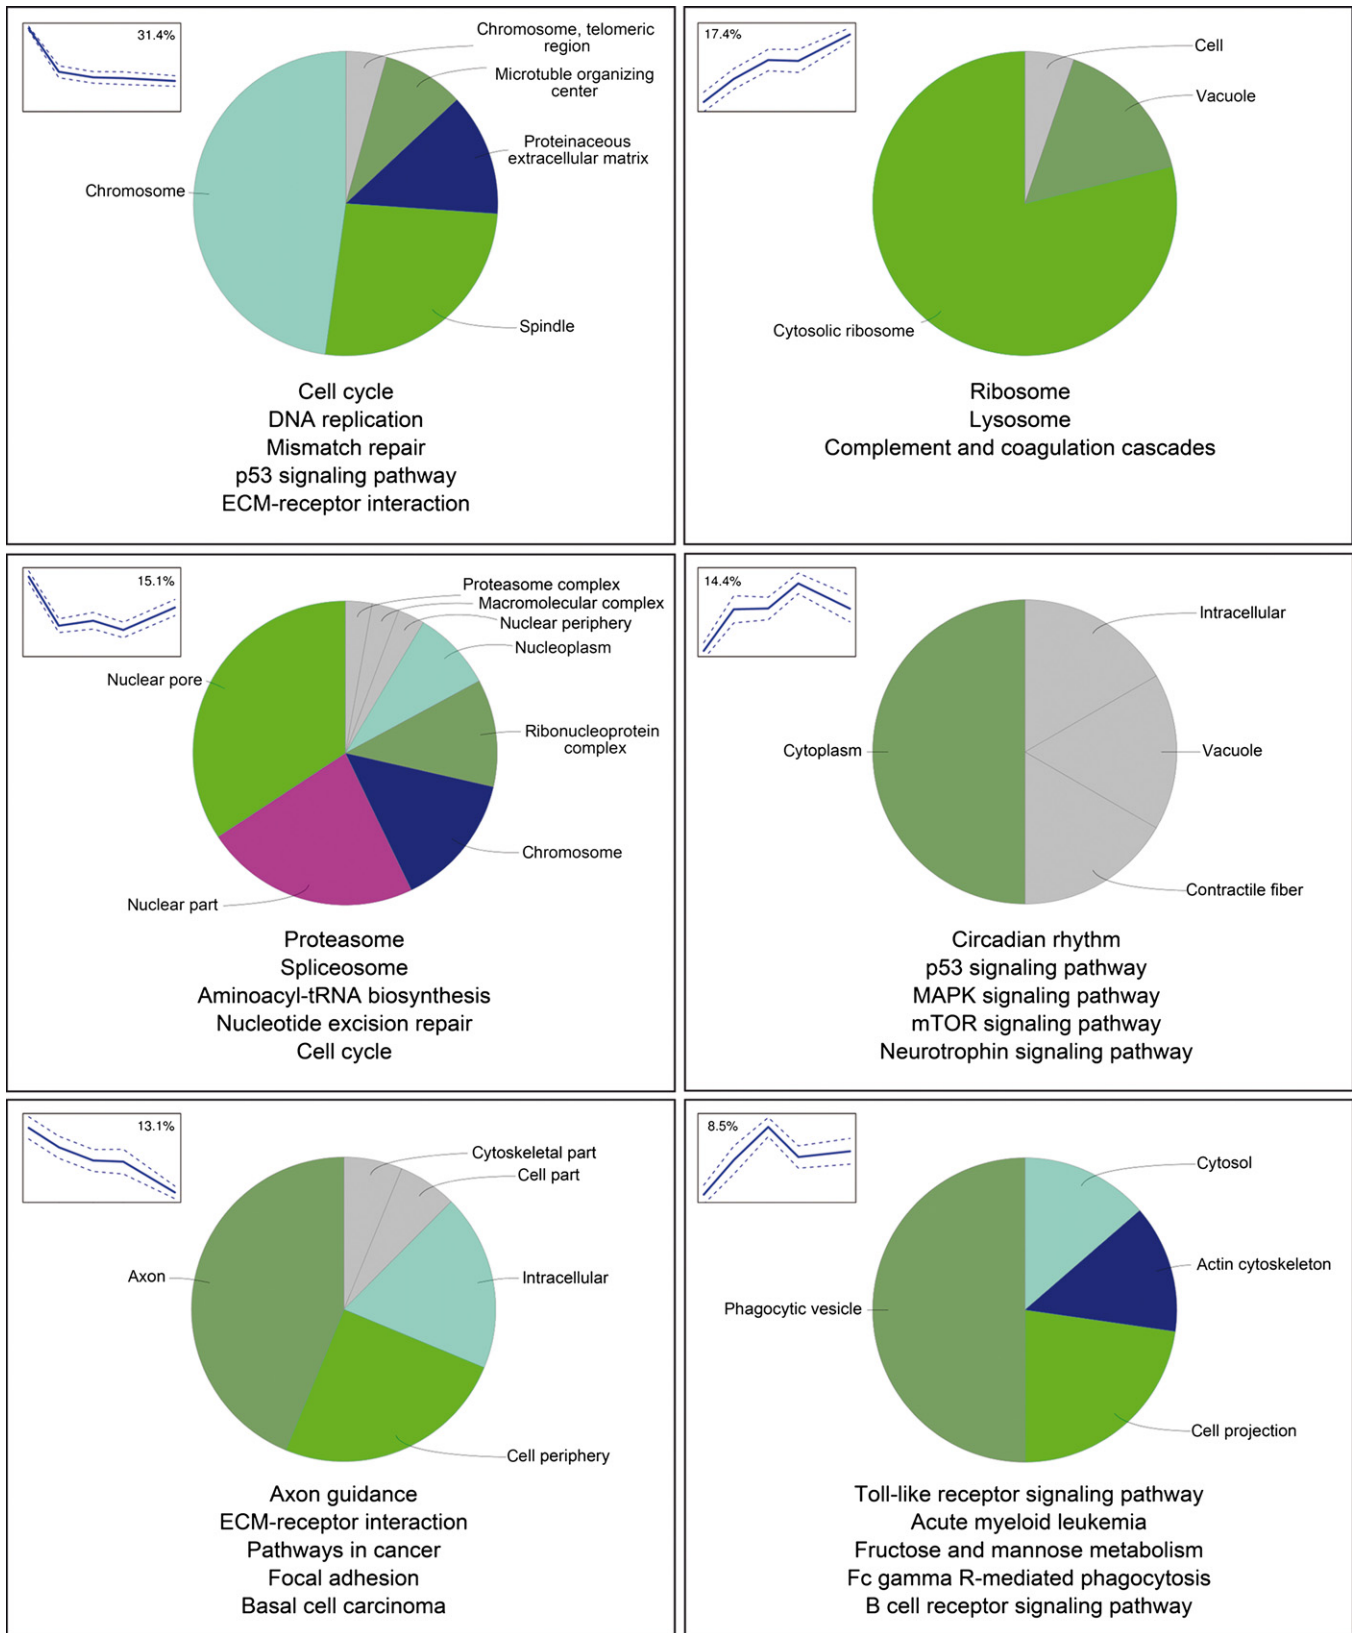 31.4%
Chromosome, telomeric
region
Microtuble organizing
center
Proteinaceous
extracellular matrix
Chromosome
Spindle
Cell cycle
DNA replication
Mismatch repair
p53 signaling pathway
ECM-receptor interaction
17.4%
Cell
Vacuole
Cytosolic ribosome
Ribosome
Lysosome
Complement and coagulation cascades
15.1%
Proteasome complex
Macromolecular complex
Nuclear periphery
Nucleoplasm
Nuclear pore
Ribonucleoprotein
complex
Chromosome
Nuclear part
Proteasome
Spliceosome
Aminoacyl-tRNA biosynthesis
Nucleotide excision repair
Cell cycle
14.4%
Intracellular
Cytoplasm
Vacuole
Contractile fiber
Circadian rhythm
p53 signaling pathway
MAPK signaling pathway
mTOR signaling pathway
Neurotrophin signaling pathway
13.1%
Cytoskeletal part
Cell part
Axon
Intracellular
Cell periphery
Axon guidance
ECM-receptor interaction
Pathways in cancer
Focal adhesion
Basal cell carcinoma
8.5%
Cytosol
Actin cytoskeleton
Phagocytic vesicle
Cell projection
Toll-like receptor signaling pathway
Acute myeloid leukemia
Fructose and mannose metabolism
Fc gamma R-mediated phagocytosis
B cell receptor signaling pathway